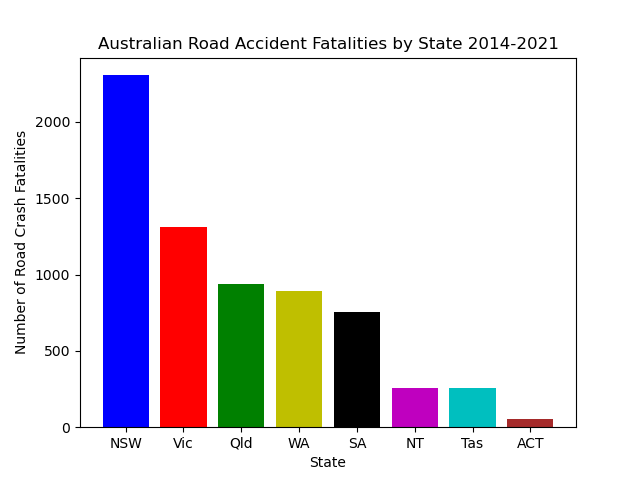 Australian Road Accident Fatalities by State 2014-2021
Number of Road Crash Fatalities
2000
1500
1000
500
0
NSW Vic Qld WA SA NT Tas ACT
State